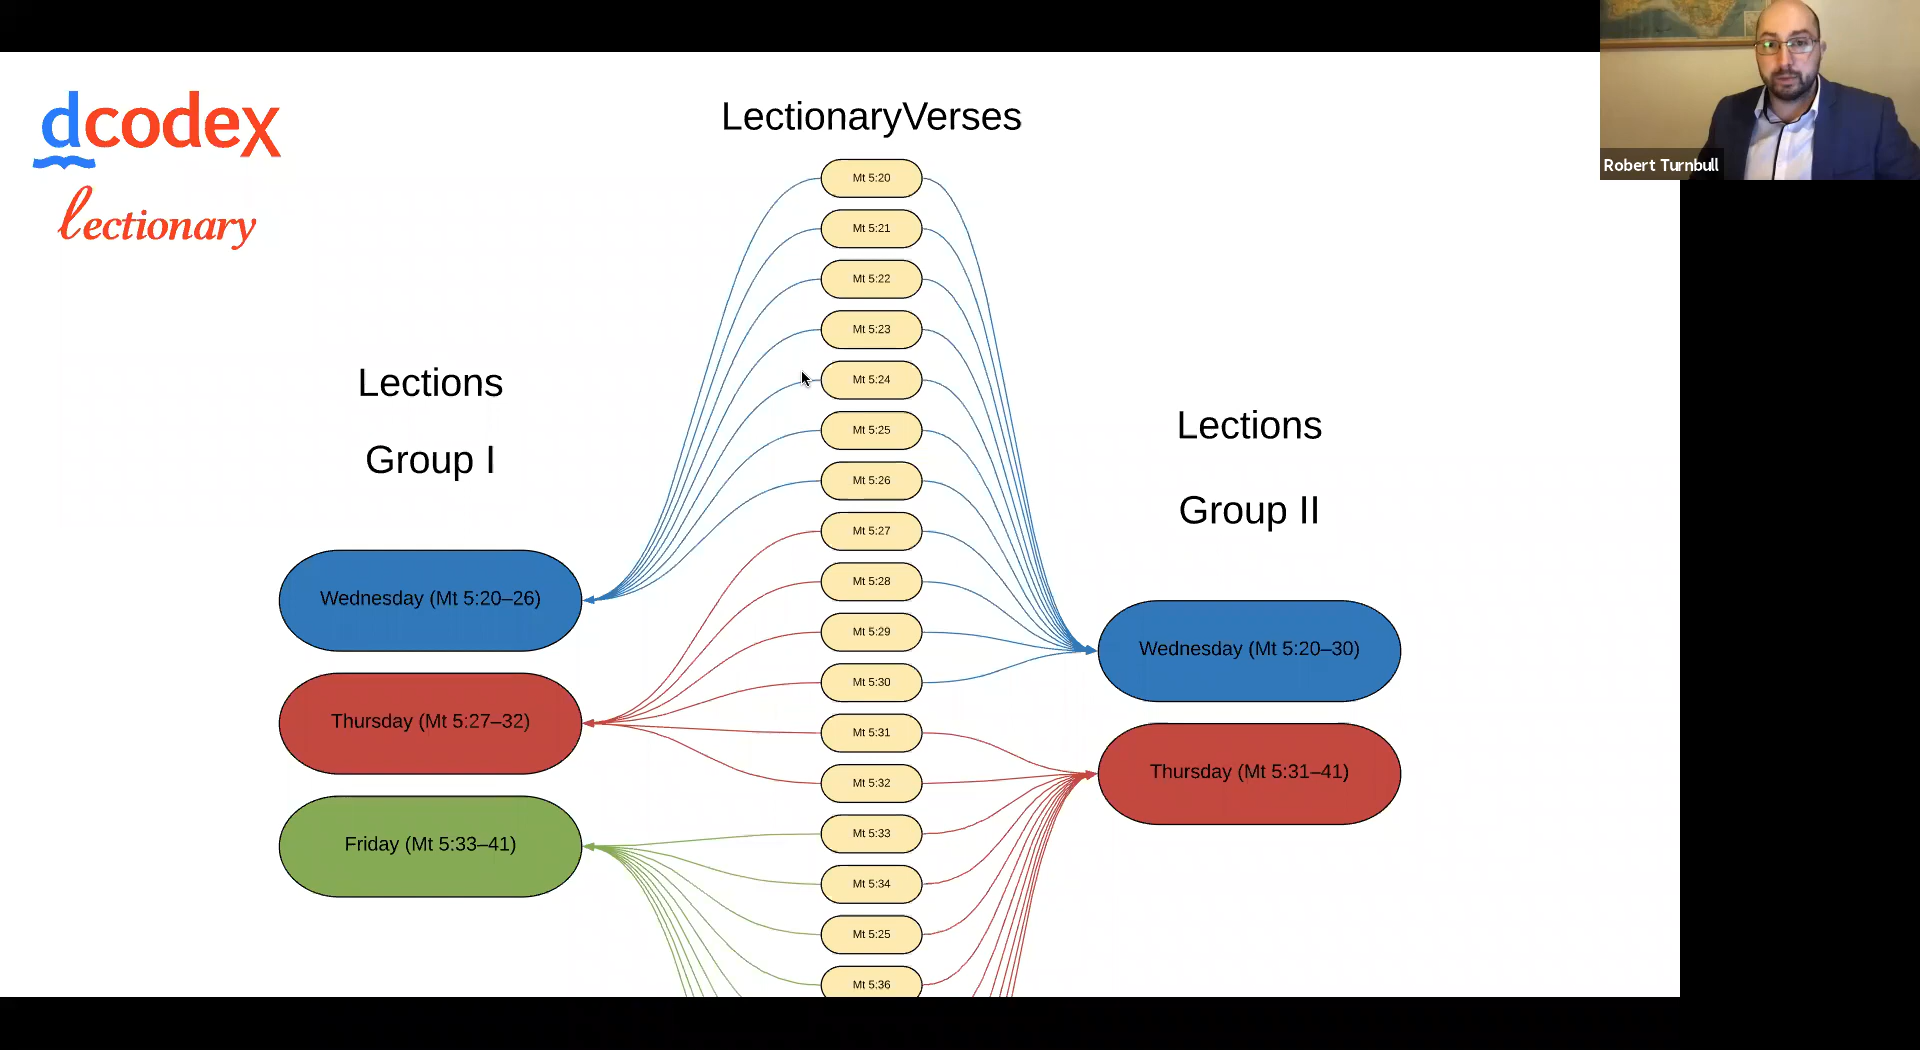 dcodex
lectionary
LectionaryVerses
Lections
Group I
Wednesday (Mt 5:20–26)
Thursday (Mt 5:27–32)
Friday (Mt 5:33–41)
Mt 5:20
Mt 5:21
Mt 5:22
Mt 5:23
Mt 5:24
Mt 5:25
Mt 5:26
Mt 5:27
Mt 5:28
Mt 5:29
Mt 5:30
Mt 5:31
Mt 5:32
Mt 5:33
Mt 5:34
Mt 5:25
Mt 5:36
Lections
Group II
Wednesday (Mt 5:20–30)
Thursday (Mt 5:31–41)
Robert Turnbull